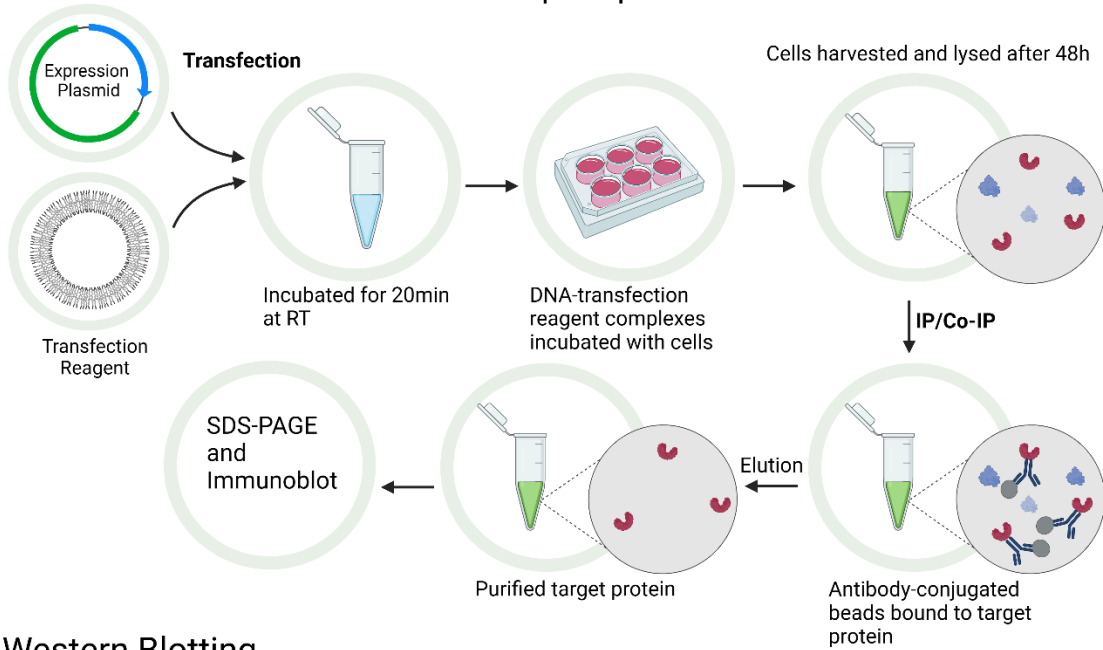 Expression
Plasmid
Transfection
Cells harvested and lysed after 48h
Incubated for 20min
at RT
DNA-transfection
reagent complexes
incubated with cells
Transfection
Reagent
IP/Co-IP
SDS-PAGE
and
Immunoblot
Elution
Purified target protein
Antibody-conjugated
beads bound to target
protein
Western Blotting